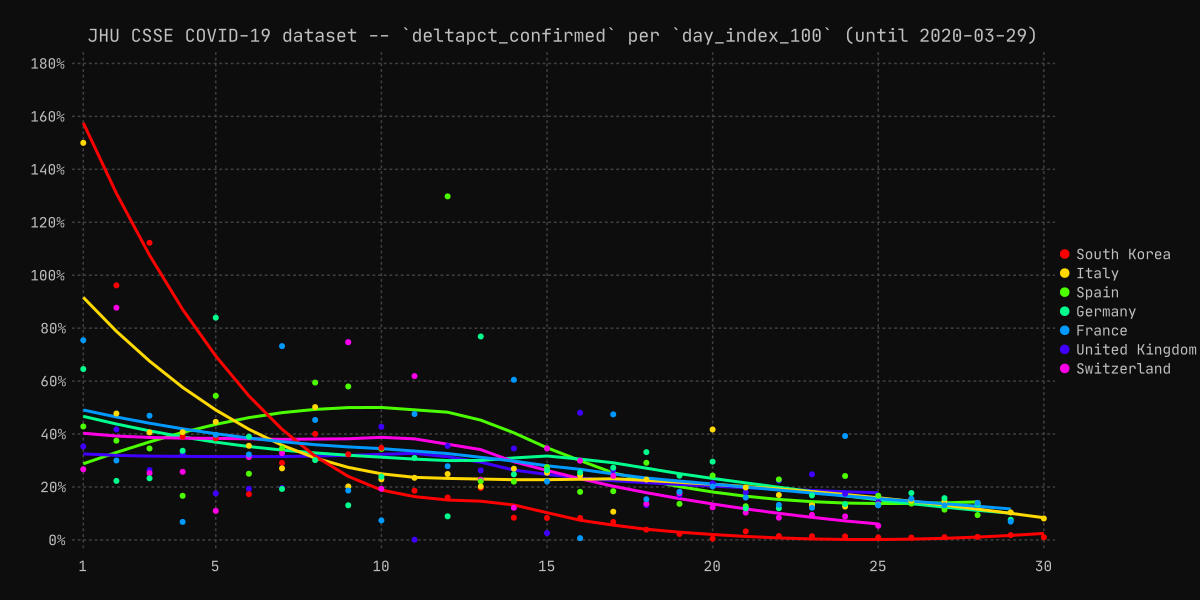 JHU CSSE COVID-19 dataset -- `deltapct_confirmed` per `day_index_100` (until 2020-03-29)
180%
160%
140%
120%
100%
80%
60%
40%
20%
0%
1 5 10 15 20 25 30
South Korea
Italy
Spain
Germany
France
United Kingdom
Switzerland